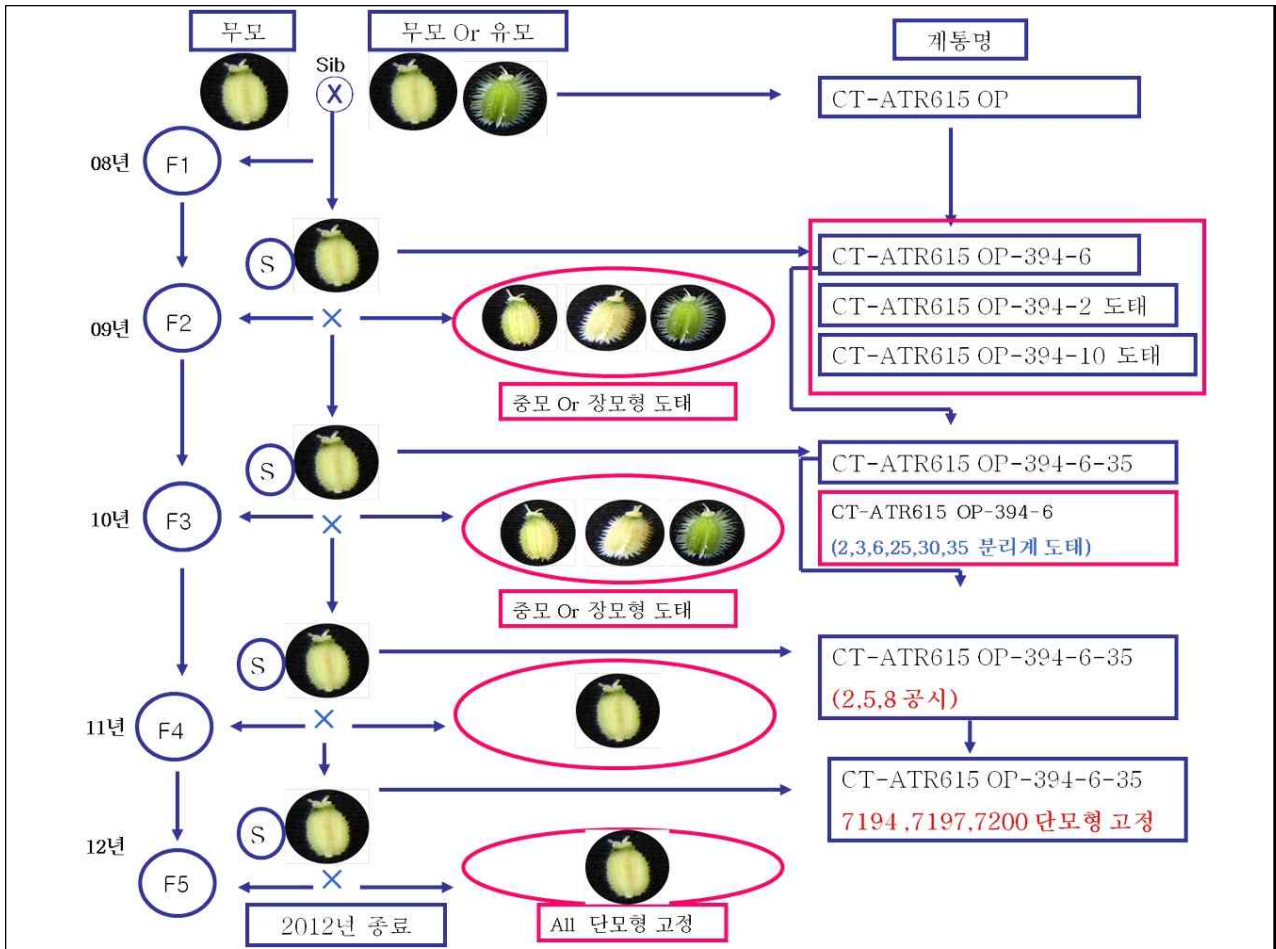 무모
무모 Or 유모
계통명
Sib
X
CT-ATR615 OP
08년
F1
S
CT-ATR615 OP-394-6
CT-ATR615 OP-394-2 도태
CT-ATR615 OP-394-10 도태
09년
F2
중모 Or 장모형 도태
S
CT-ATR615 OP-394-6-35
CT-ATR615 OP-394-6
(2,3,6,25,30,35 분리계 도태)
10년
F3
중모 Or 장모형 도태
S
CT-ATR615 OP-394-6-35
(2,5,8 공시)
11년
F4
CT-ATR615 OP-394-6-35
7194 ,7197,7200 단모형 고정
S
12년
F5
2012년 종료
All 단모형 고정